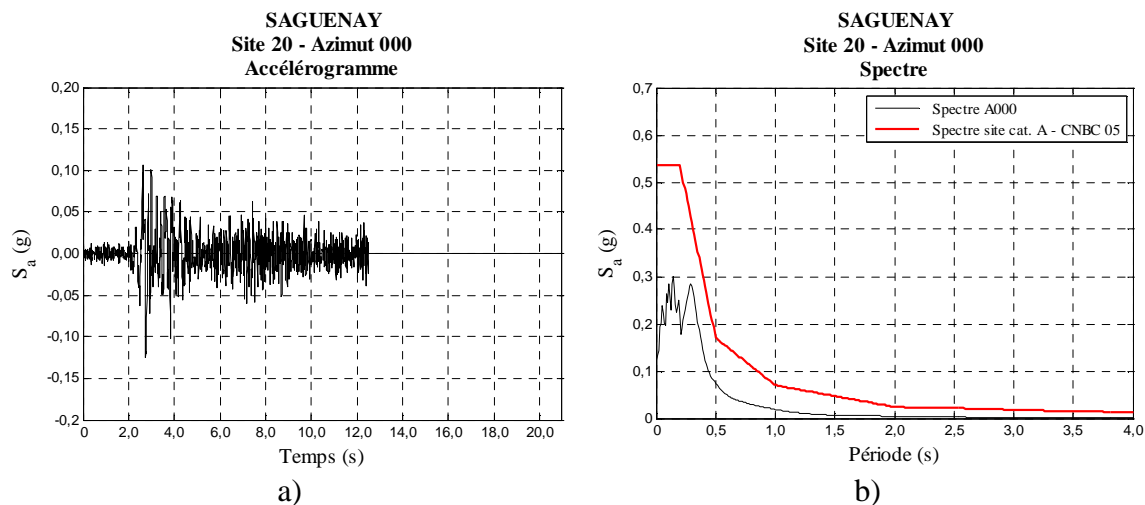 SAGUENAY
Site 20 - Azimut 000
Accélérogramme
0,20
0,15
0,10
0,05
0,00
-0,05
-0,10
-0,15
-0,2
S_a (g)
0 2,0 4,0 6,0 8,0 10,0 12,0 14,0 16,0 18,0 20,0
Temps (s)
a)
SAGUENAY
Site 20 - Azimut 000
Spectre
0,7
0,6
0,5
0,4
0,3
0,2
0,1
0
S_a (g)
Spectre A000
Spectre site cat. A - CNBC 05
0 0,5 1,0 1,5 2,0 2,5 3,0 3,5 4,0
Période (s)
b)